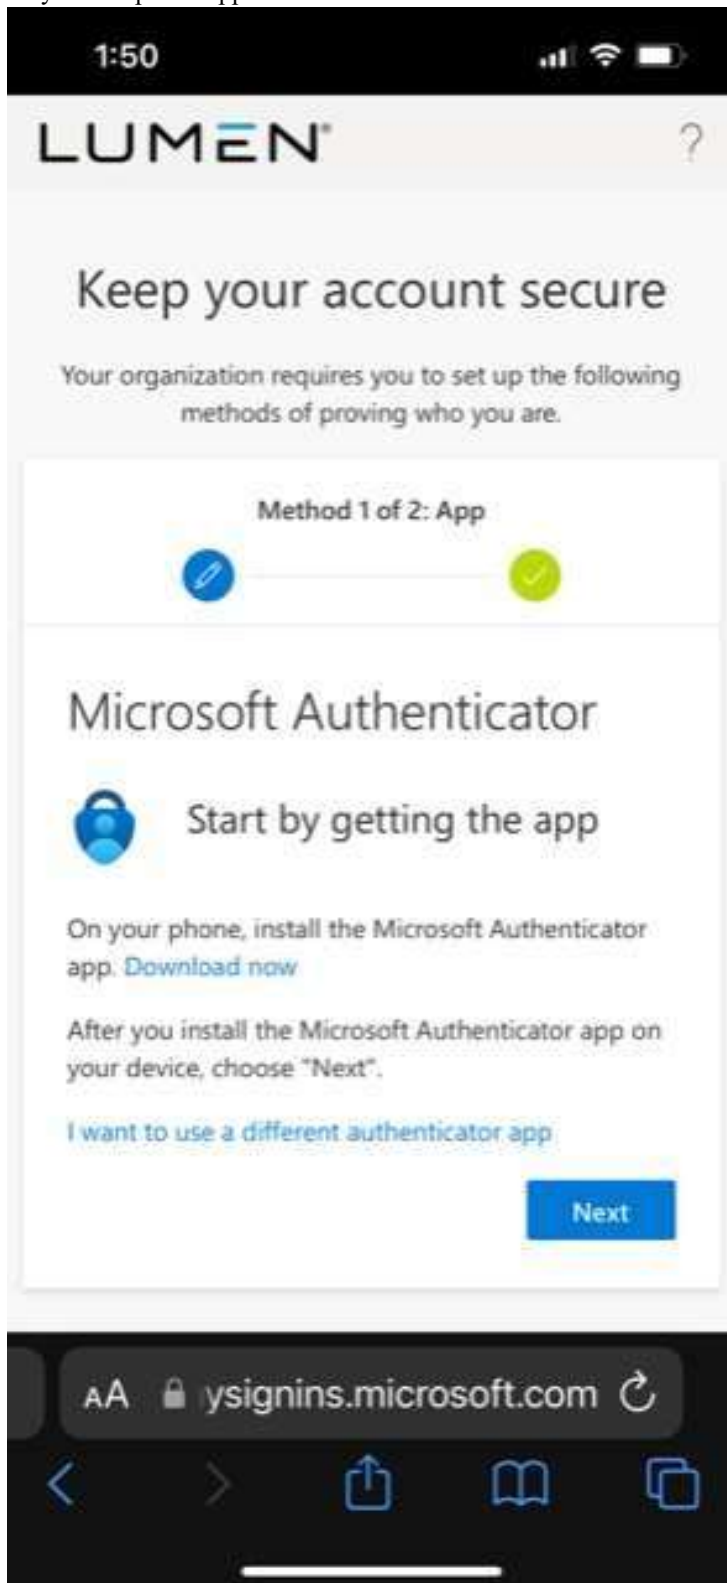 1:50
LUMEN
?
Keep your account secure
Your organization requires you to set up the following
methods of proving who you are.
Method 1 of 2: App
Microsoft Authenticator
Start by getting the app
On your phone, install the Microsoft Authenticator
app. Download now
After you install the Microsoft Authenticator app on
your device, choose "Next".
I want to use a different authenticator app
Next
AA ysignins.microsoft.com